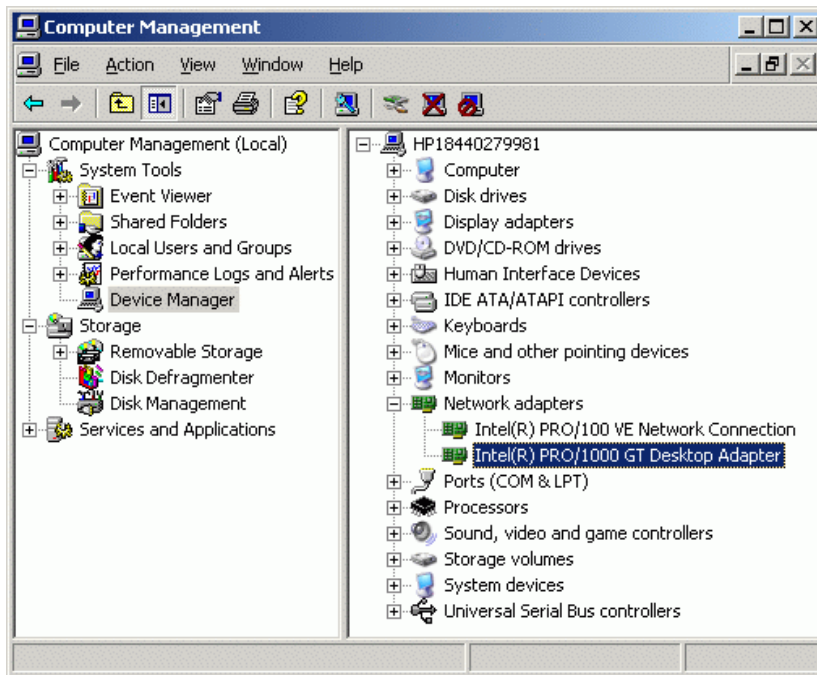 Computer Management
File Action View Window Help
Computer Management (Local)
System Tools
Event Viewer
Shared Folders
Local Users and Groups
Performance Logs and Alerts
Device Manager
Storage
Removable Storage
Disk Defragmenter
Disk Management
Services and Applications
HP18440279981
Computer
Disk drives
Display adapters
DVD/CD-ROM drives
Human Interface Devices
IDE ATA/ATAPI controllers
Keyboards
Mice and other pointing devices
Monitors
Network adapters
Intel(R) PRO/100 VE Network Connection
Intel(R) PRO/1000 GT Desktop Adapter
Ports (COM & LPT)
Processors
Sound, video and game controllers
Storage volumes
System devices
Universal Serial Bus controllers